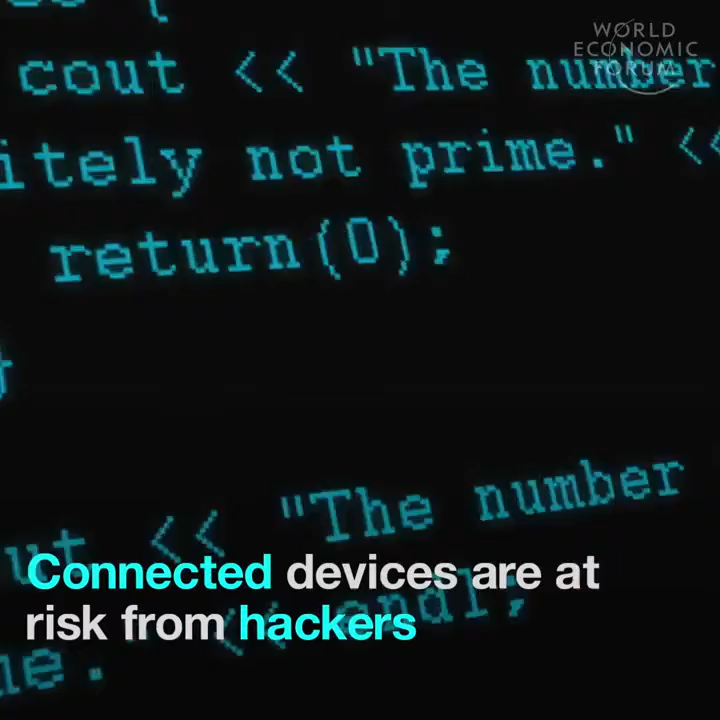 WORLD
ECONOMIC
FORUM
{
cout << "The number
itely not prime." <<
return(0);
}
<< "The number
Connected devices are at
risk from hackers
<< endl;